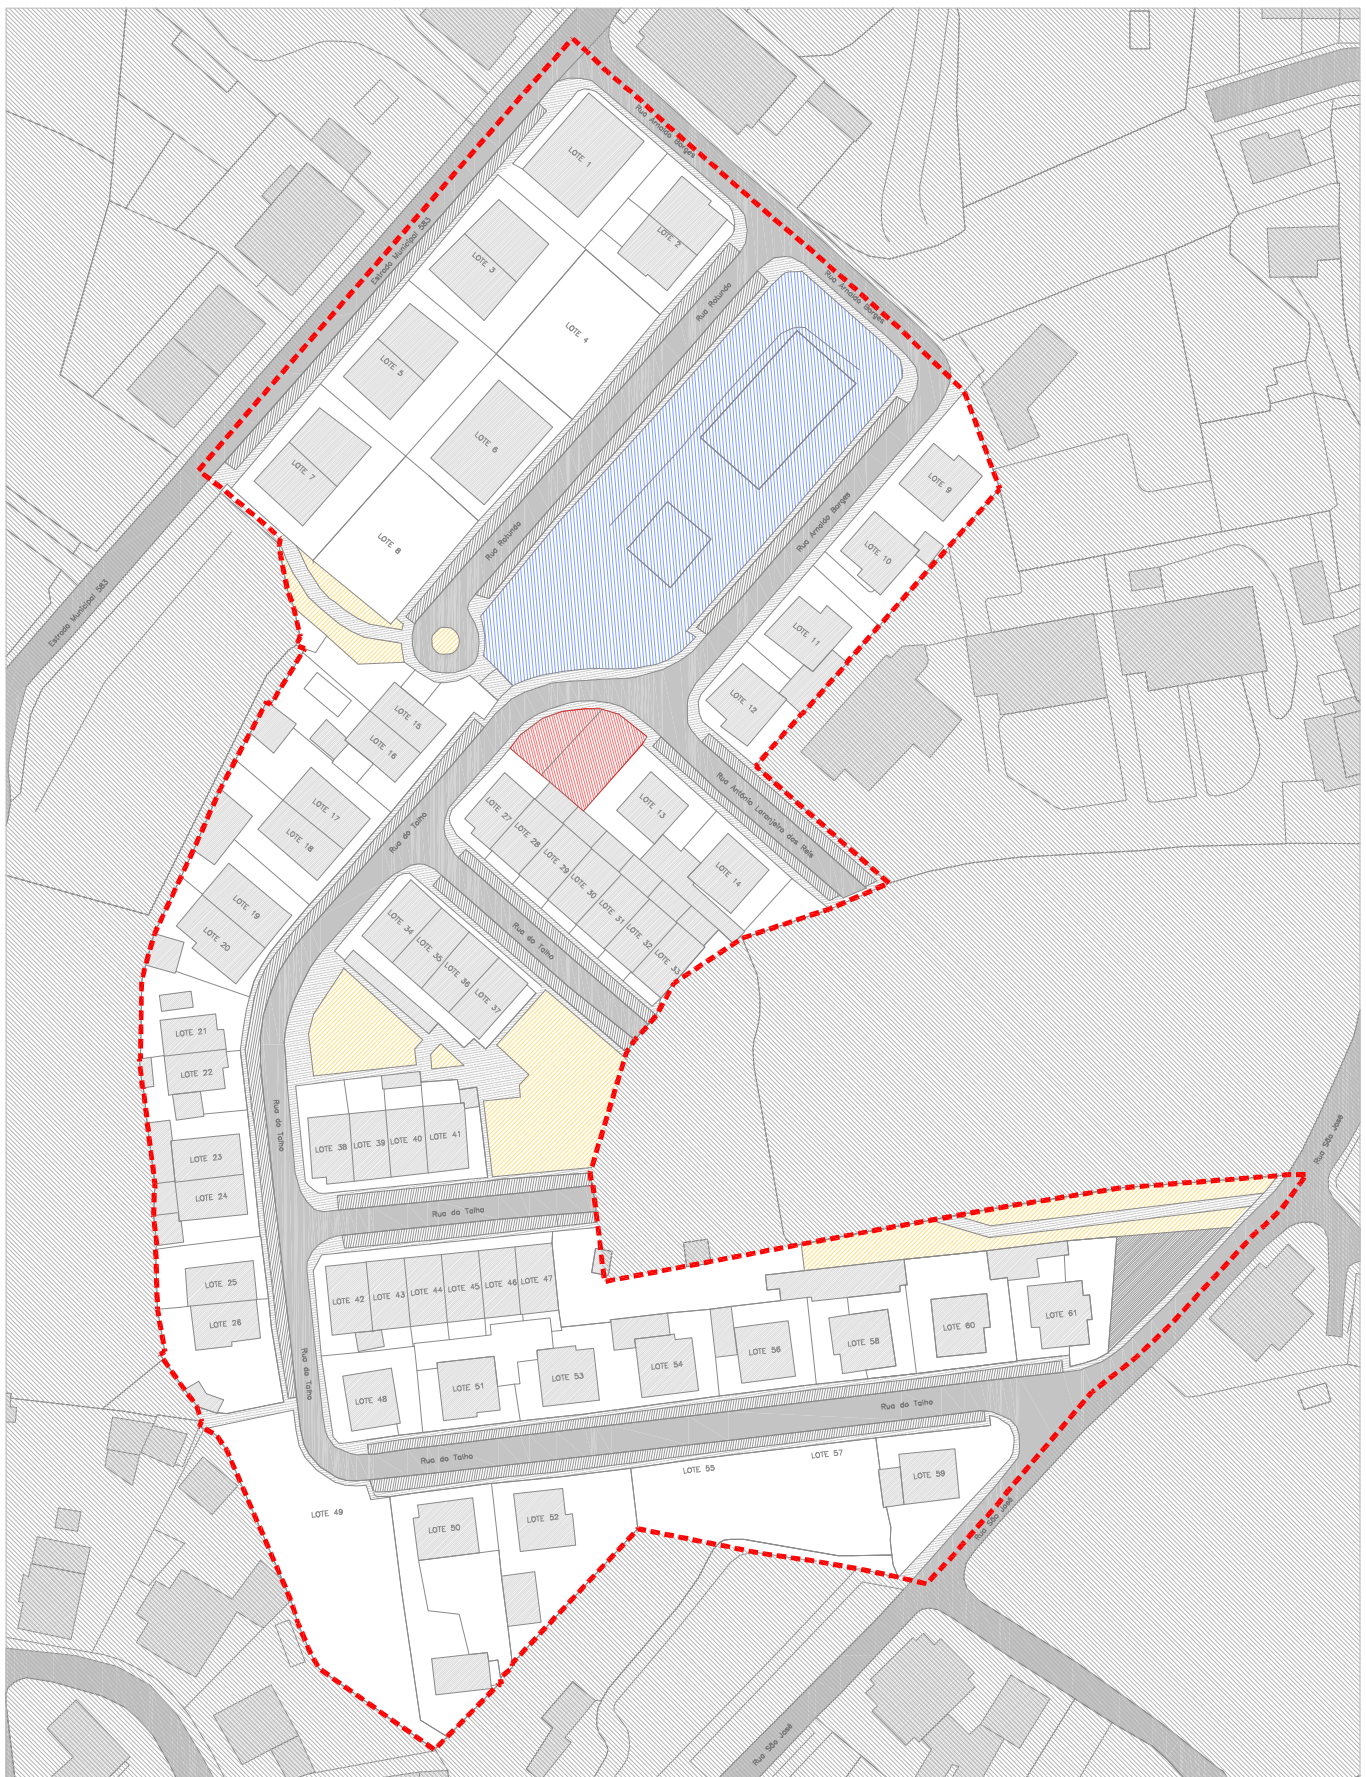 Rua Arnaldo Borges
LOTE 1
LOTE 2
Estrada Municipal 583
LOTE 3
Rua Arnaldo Borges
Rua Rotunda
LOTE 4
LOTE 5
LOTE 6
LOTE 7
LOTE 9
Rua Arnaldo Borges
Rua Rotunda
LOTE 8
LOTE 10
Estrada Municipal 583
LOTE 11
LOTE 12
LOTE 15
LOTE 16
Rua António Laranjeiro dos Reis
LOTE 13
LOTE 17
LOTE 18
Rua do Talho
LOTE 27
LOTE 28
LOTE 29
LOTE 30
LOTE 31
LOTE 32
LOTE 33
LOTE 14
LOTE 19
LOTE 20
LOTE 34
LOTE 35
LOTE 36
LOTE 37
Rua do Talho
LOTE 21
LOTE 22
Rua do Talho
LOTE 23
LOTE 24
LOTE 38
LOTE 39
LOTE 40
LOTE 41
Rua São José
Rua do Talho
LOTE 25
LOTE 26
LOTE 42
LOTE 43
LOTE 44
LOTE 45
LOTE 46
LOTE 47
Rua do Talho
LOTE 48
LOTE 51
LOTE 53
LOTE 54
LOTE 56
LOTE 58
LOTE 60
LOTE 61
Rua do Talho
Rua do Talho
LOTE 49
LOTE 50
LOTE 52
LOTE 55
LOTE 57
LOTE 59
Rua São José
Rua São José